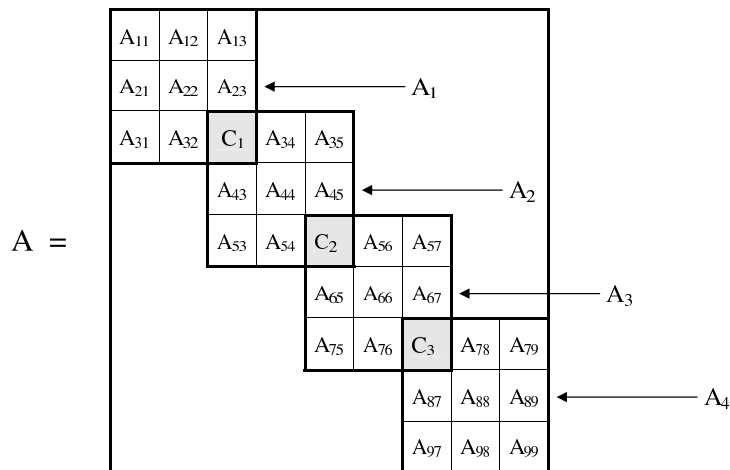 A₁₁ A₁₂ A₁₃
A₂₁ A₂₂ A₂₃ A₁
A₃₁ A₃₂ C₁ A₃₄ A₃₅
A₄₃ A₄₄ A₄₅ A₂
A = A₅₃ A₅₄ C₂ A₅₆ A₅₇
A₆₅ A₆₆ A₆₇ A₃
A₇₅ A₇₆ C₃ A₇₈ A₇₉
A₈₇ A₈₈ A₈₉ A₄
A₉₇ A₉₈ A₉₉